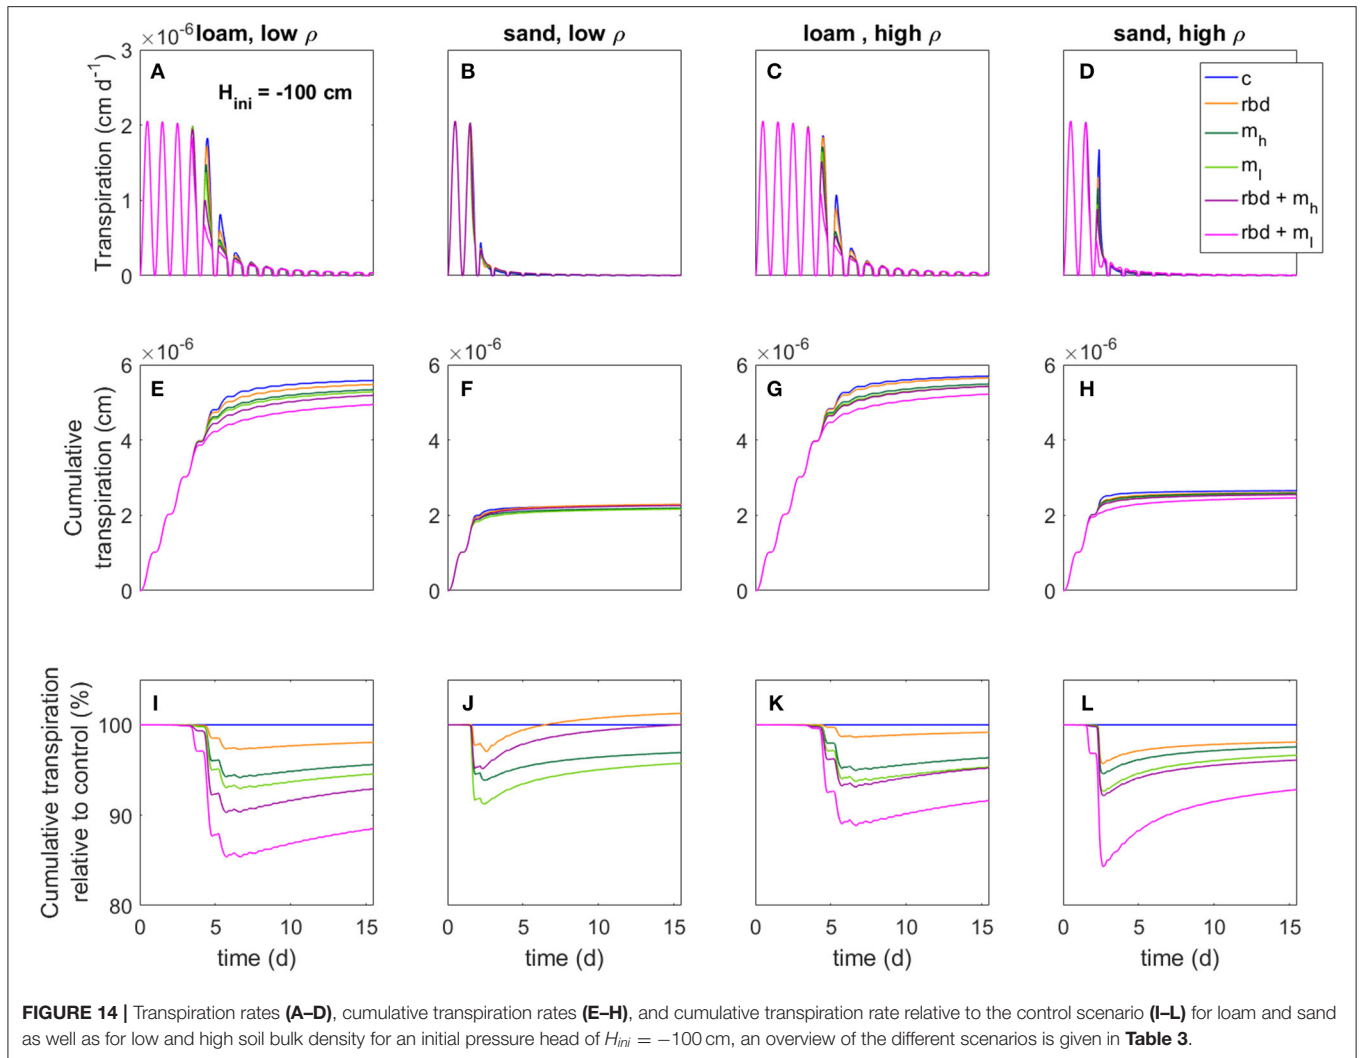 loam, low ρ
sand, low ρ
loam , high ρ
sand, high ρ
×10⁻⁶
Transpiration (cm d⁻¹)
3
2
1
0
A
H_ini = -100 cm
B
C
D
c
rbd
m_h
m_l
rbd + m_h
rbd + m_l
×10⁻⁶
×10⁻⁶
×10⁻⁶
×10⁻⁶
Cumulative
transpiration (cm)
6
4
2
0
E
6
4
2
0
F
6
4
2
0
G
6
4
2
0
H
Cumulative transpiration
relative to control (%)
100
90
80
I
J
K
L
0 5 10 15
0 5 10 15
0 5 10 15
0 5 10 15
time (d)
time (d)
time (d)
time (d)
FIGURE 14 | Transpiration rates (A–D), cumulative transpiration rates (E–H), and cumulative transpiration rate relative to the control scenario (I–L) for loam and sand
as well as for low and high soil bulk density for an initial pressure head of H_ini = −100 cm, an overview of the different scenarios is given in Table 3.